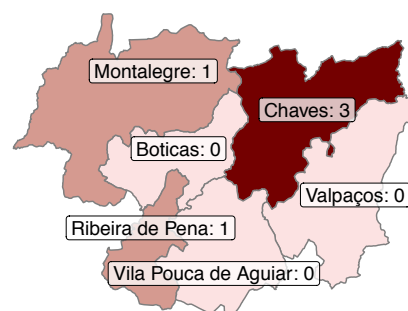 Montalegre: 1
Chaves: 3
Boticas: 0
Valpaços: 0
Ribeira de Pena: 1
Vila Pouca de Aguiar: 0